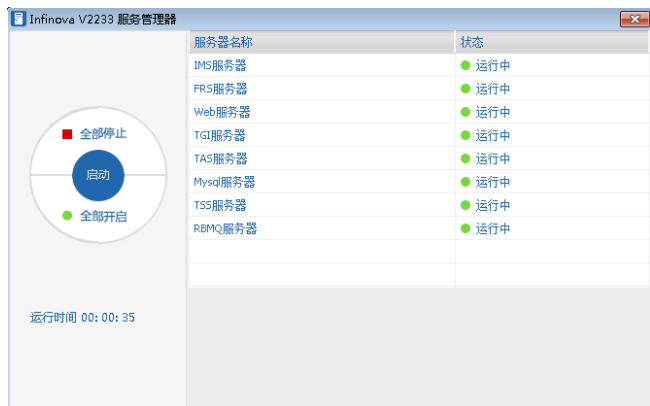 Infinova V2233 服务管理器
服务器名称 状态
IMS服务器 运行中
FRS服务器 运行中
Web服务器 运行中
TGI服务器 运行中
TAS服务器 运行中
Mysql服务器 运行中
TSS服务器 运行中
RBMQ服务器 运行中
全部停止
启动
全部开启
运行时间 00:00:35